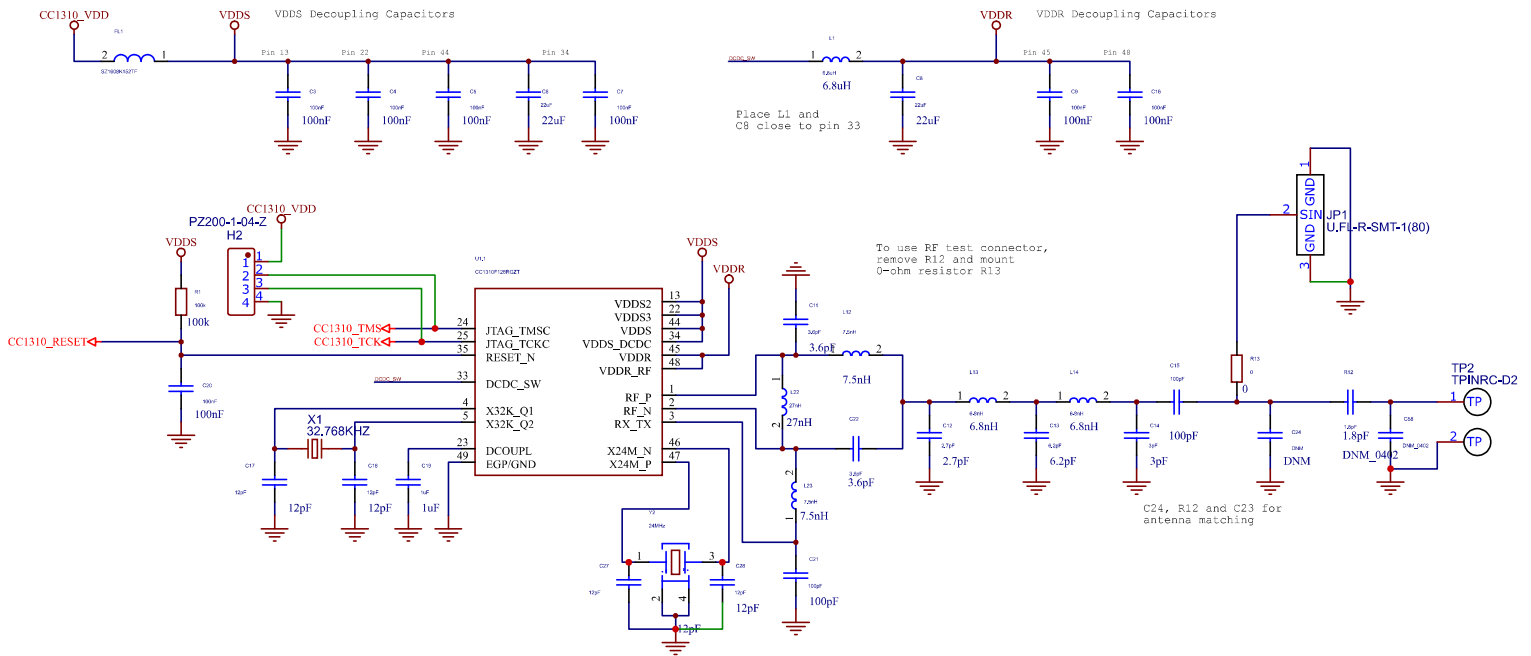 CC1310_VDD
VDDS
VDDS Decoupling Capacitors
FL1
2
1
SZ1608K152TF
Pin 13
Pin 22
Pin 44
Pin 34
C3
100nF
100nF
C4
100nF
100nF
C5
100nF
100nF
C6
22uF
22uF
C7
100nF
100nF
VDDR
VDDR Decoupling Capacitors
DCDC_SW
L1
1
2
6.8uH
6.8uH
Pin 45
Pin 48
C8
22uF
22uF
C9
100nF
100nF
C16
100nF
100nF
Place L1 and
C8 close to pin 33
CC1310_VDD
PZ200-1-04-Z
H2
1
2
3
4
1
2
3
4
VDDS
R1
100k
100k
CC1310_TMS
CC1310_TCK
CC1310_RESET
C20
100nF
100nF
DCDC_SW
X1
32.768KHZ
C17
12pF
12pF
C18
12pF
12pF
C19
1uF
1uF
U1.1
CC1310F128RGZT
24
JTAG_TMSC
25
JTAG_TCKC
35
RESET_N
33
DCDC_SW
4
X32K_Q1
5
X32K_Q2
23
DCOUPL
49
EGP/GND
VDDS2
13
VDDS3
22
VDDS
44
VDDS_DCDC
34
VDDR
45
VDDR_RF
48
RF_P
1
RF_N
2
RX_TX
3
X24M_N
46
X24M_P
47
VDDS
VDDR
Y2
24MHz
1
3
2
4
C27
12pF
12pF
C28
12pF
12pF
To use RF test connector,
remove R12 and mount
0-ohm resistor R13
C11
3.6pF
3.6pF
L12
7.5nH
1
2
7.5nH
L22
27nH
1
2
27nH
C22
3.6pF
3.6pF
L23
7.5nH
2
1
7.5nH
C21
100pF
100pF
C12
2.7pF
2.7pF
L13
6.8nH
1
2
6.8nH
C13
6.2pF
6.2pF
L14
6.8nH
1
2
6.8nH
C14
3pF
3pF
C15
100pF
100pF
R13
0
0
C24
DNM
DNM
R12
1.8pF
1.8pF
C58
DNM_0402
DNM_0402
JP1
U.FL-R-SMT-1(80)
1
GND
2
SIN
GND
3
TP2
TPINRC-D2
1
TP
2
TP
C24, R12 and C23 for
antenna matching